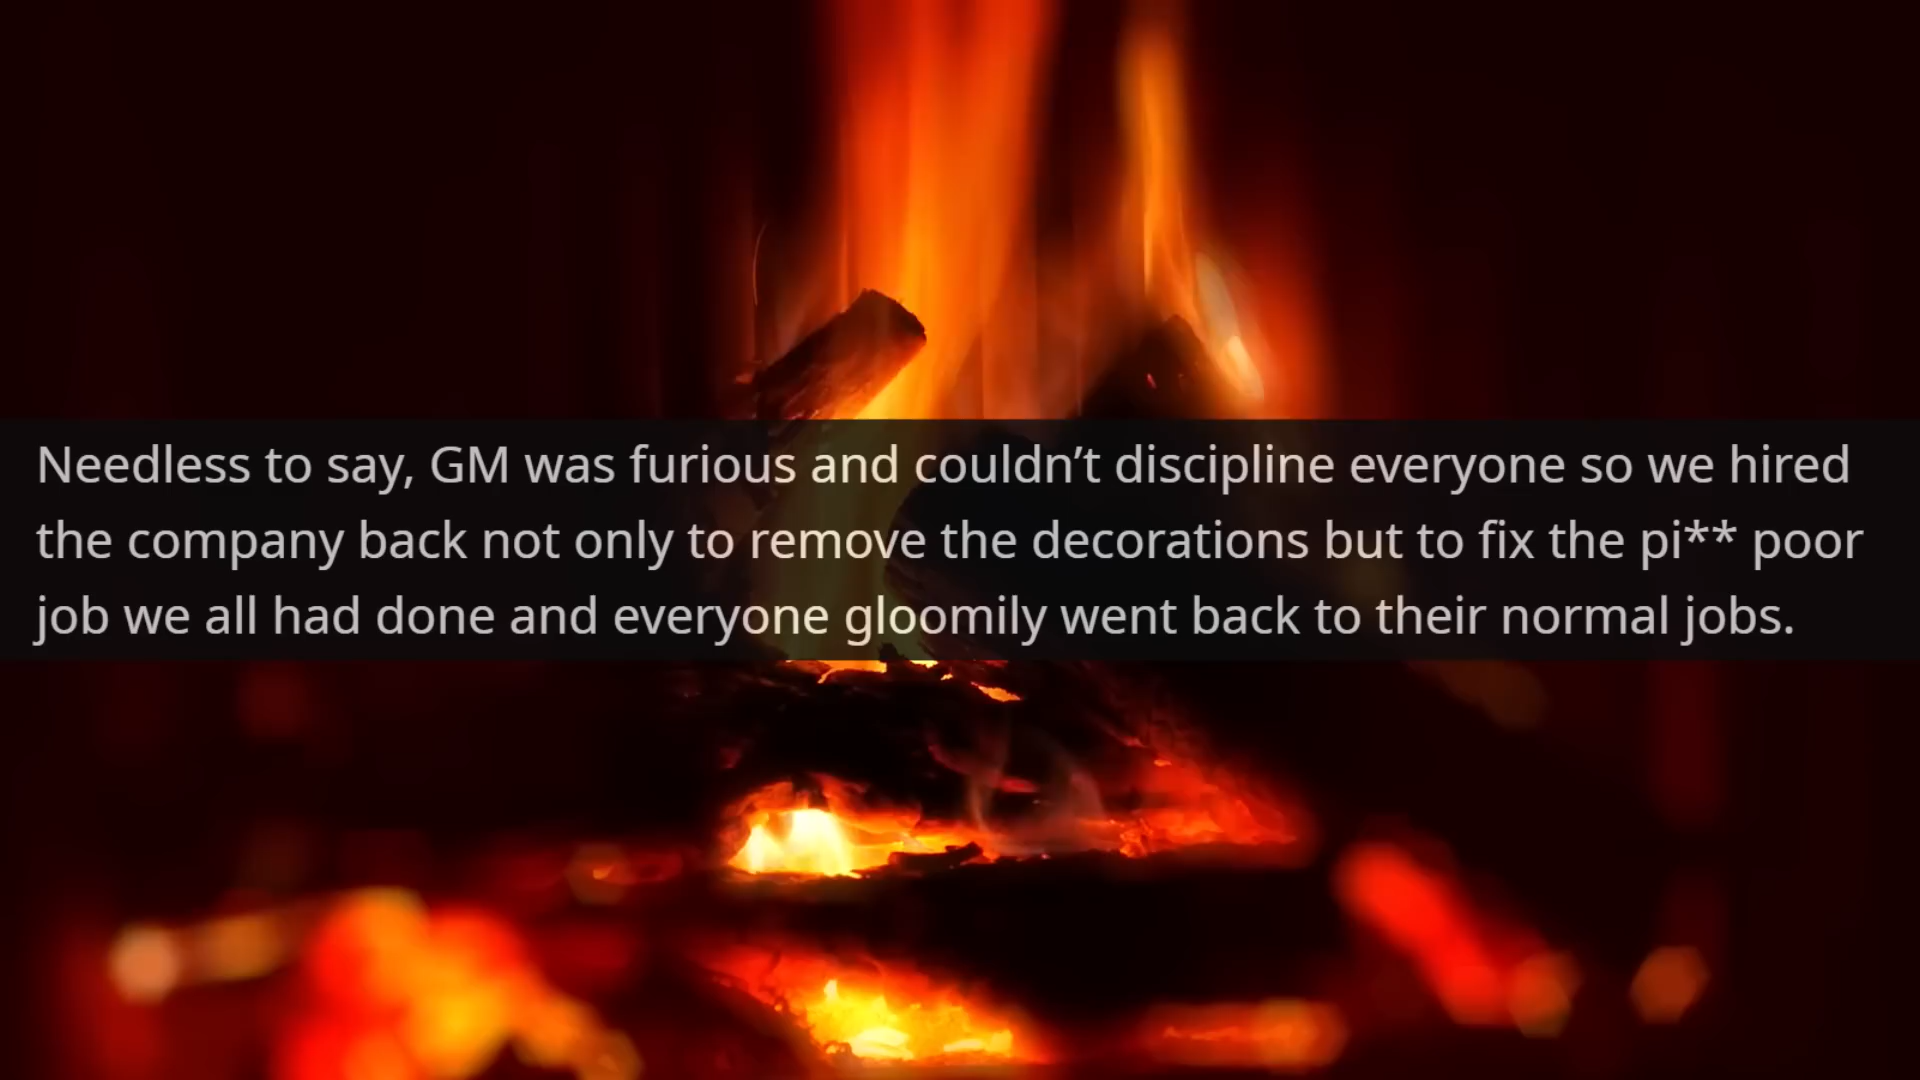 Needless to say, GM was furious and couldn’t discipline everyone so we hired
the company back not only to remove the decorations but to fix the pi** poor
job we all had done and everyone gloomily went back to their normal jobs.